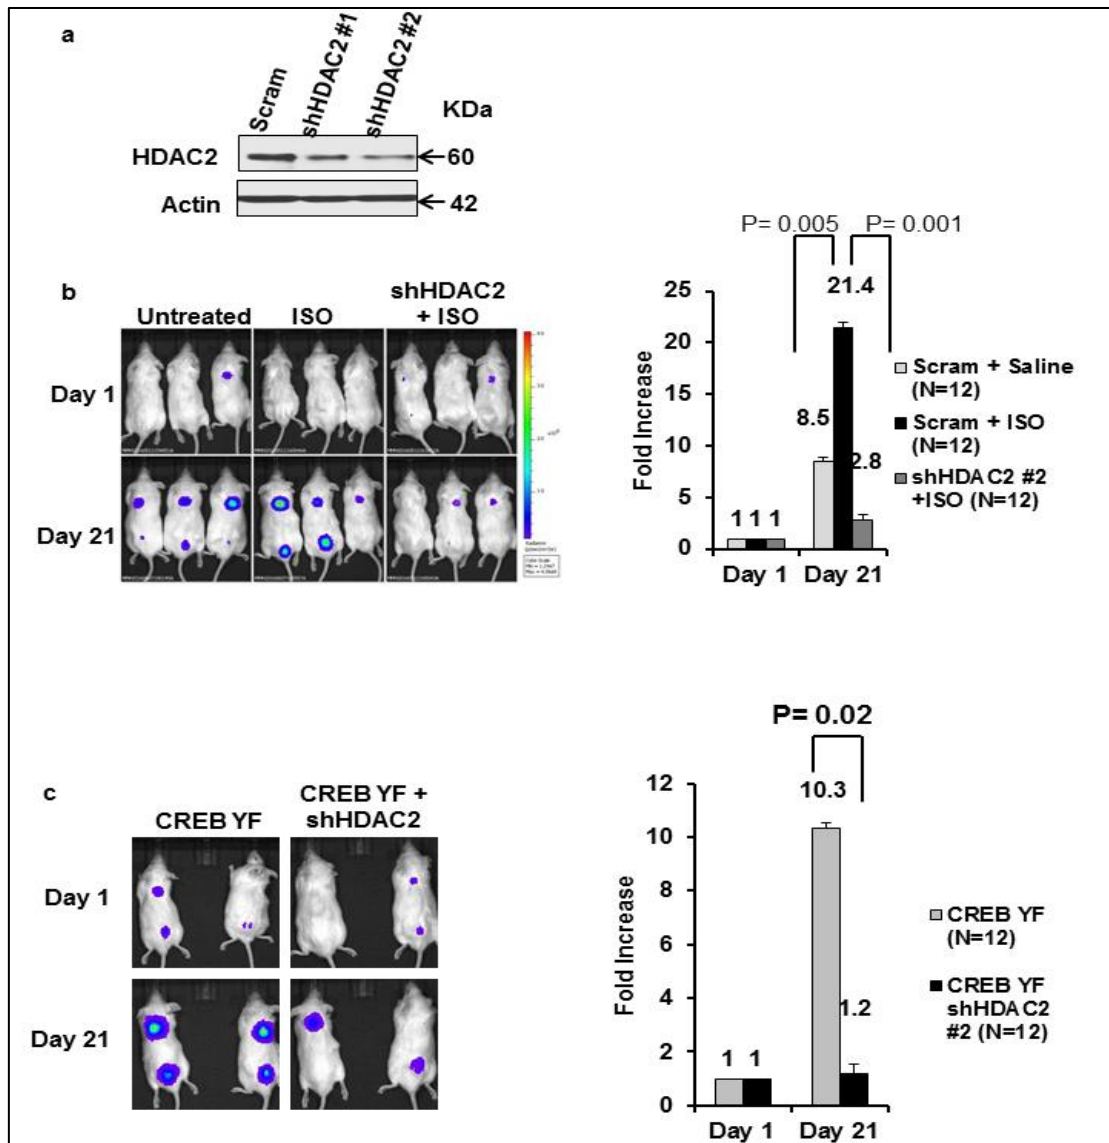 a
Scram
shHDAC2 #1
shHDAC2 #2
KDa
HDAC2
60
Actin
42
b
Untreated
ISO
shHDAC2
+ ISO
Day 1
Day 21
P= 0.005
P= 0.001
21.4
8.5
2.8
1 1 1
25
20
15
10
5
0
Fold Increase
Day 1
Day 21
Scram + Saline
(N=12)
Scram + ISO
(N=12)
shHDAC2 #2
+ISO (N=12)
c
CREB YF
CREB YF +
shHDAC2
Day 1
Day 21
P= 0.02
10.3
1.2
1 1
12
10
8
6
4
2
0
Fold Increase
Day 1
Day 21
CREB YF
(N=12)
CREB YF
shHDAC2
#2 (N=12)